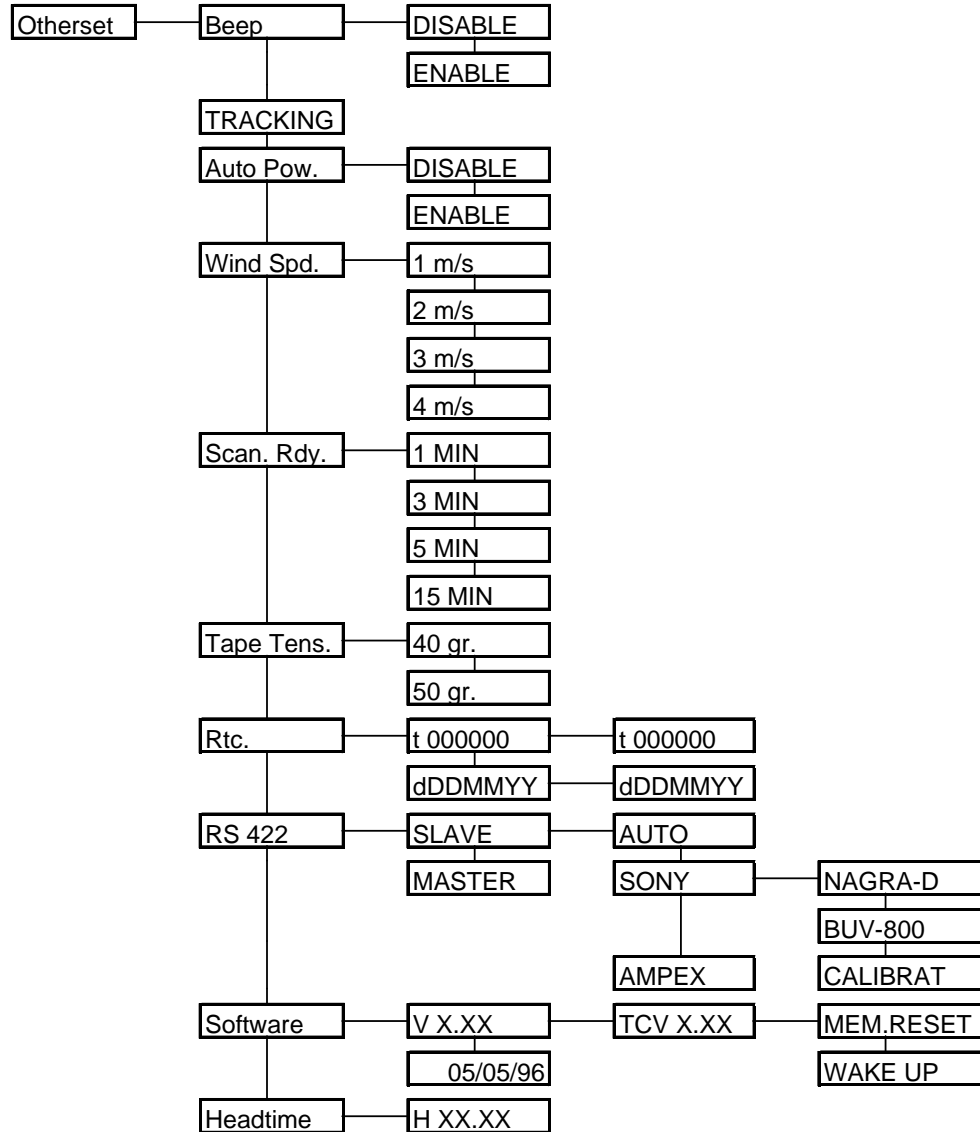 Otherset Beep DISABLE
ENABLE
TRACKING
Auto Pow. DISABLE
ENABLE
Wind Spd. 1 m/s
2 m/s
3 m/s
4 m/s
Scan. Rdy. 1 MIN
3 MIN
5 MIN
15 MIN
Tape Tens. 40 gr.
50 gr.
Rtc. t 000000 t 000000
dDDMMYY dDDMMYY
RS 422 SLAVE AUTO
MASTER SONY NAGRA-D
BUV-800
AMPEX CALIBRAT
Software V X.XX TCV X.XX MEM.RESET
05/05/96 WAKE UP
Headtime H XX.XX